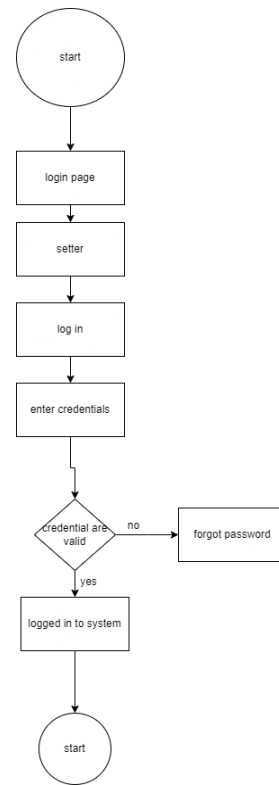 start
login page
setter
log in
enter credentials
credential are
valid
no
forgot password
yes
logged in to system
start